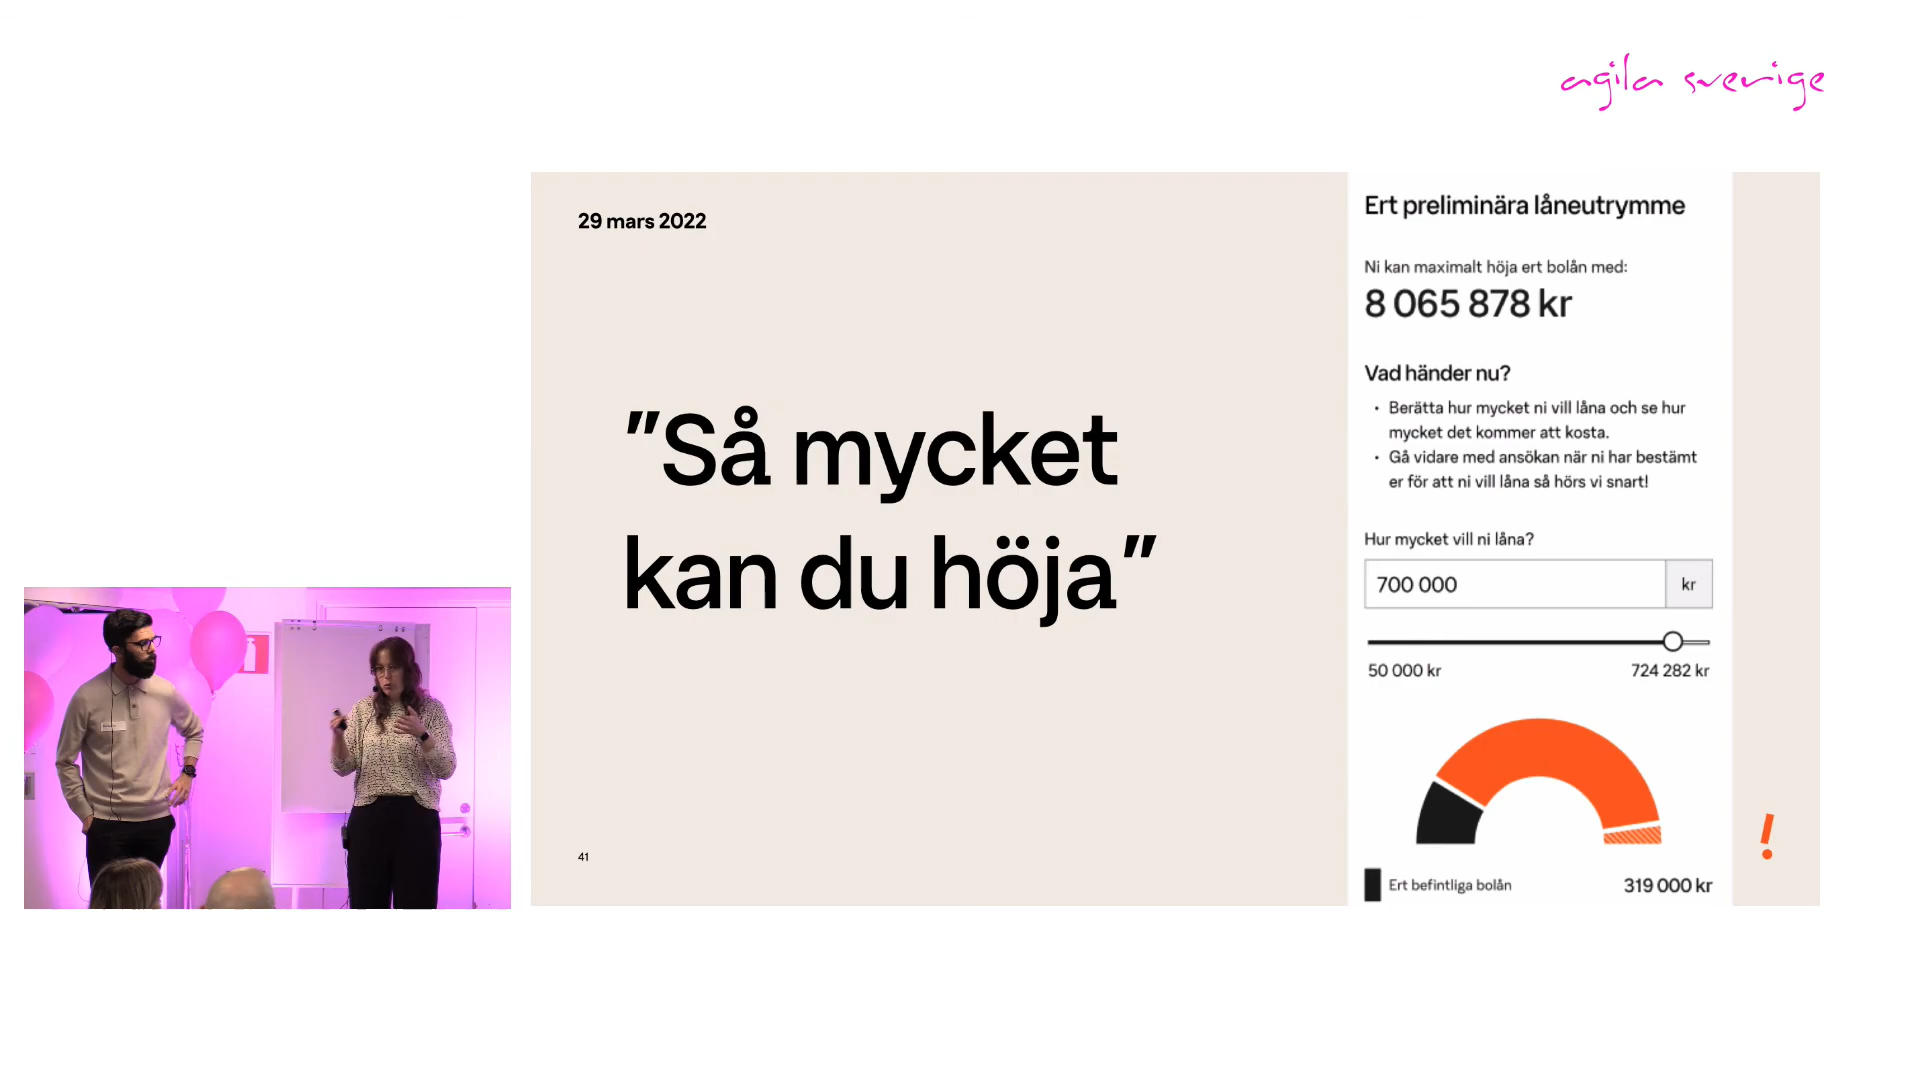 agila sverige
29 mars 2022
"Så mycket
kan du höja"
41
Ert preliminära låneutrymme
Ni kan maximalt höja ert bolån med:
8 065 878 kr
Vad händer nu?
• Berätta hur mycket ni vill låna och se hur
mycket det kommer att kosta.
• Gå vidare med ansökan när ni har bestämt
er för att ni vill låna så hörs vi snart!
Hur mycket vill ni låna?
700 000 kr
50 000 kr 724 282 kr
Ert befintliga bolån 319 000 kr
!